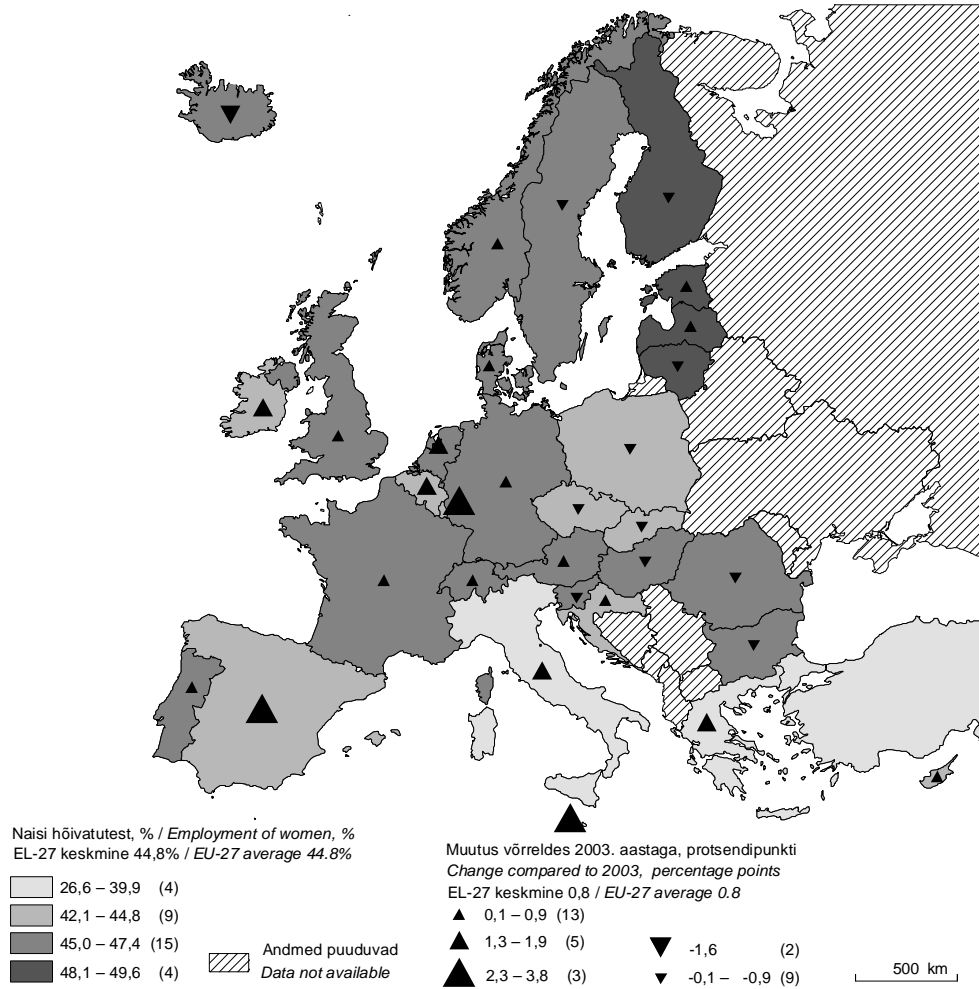 Naisi hõivatutest, % / Employment of women, %
EL-27 keskmine 44,8% / EU-27 average 44.8%
26,6 – 39,9 (4)
42,1 – 44,8 (9)
45,0 – 47,4 (15)
48,1 – 49,6 (4)
Andmed puuduvad
Data not available
Muutus võrreldes 2003. aastaga, protsendipunkti
Change compared to 2003, percentage points
EL-27 keskmine 0,8 / EU-27 average 0.8
0,1 – 0,9 (13)
1,3 – 1,9 (5)
2,3 – 3,8 (3)
-1,6 (2)
-0,1 – -0,9 (9)
500 km